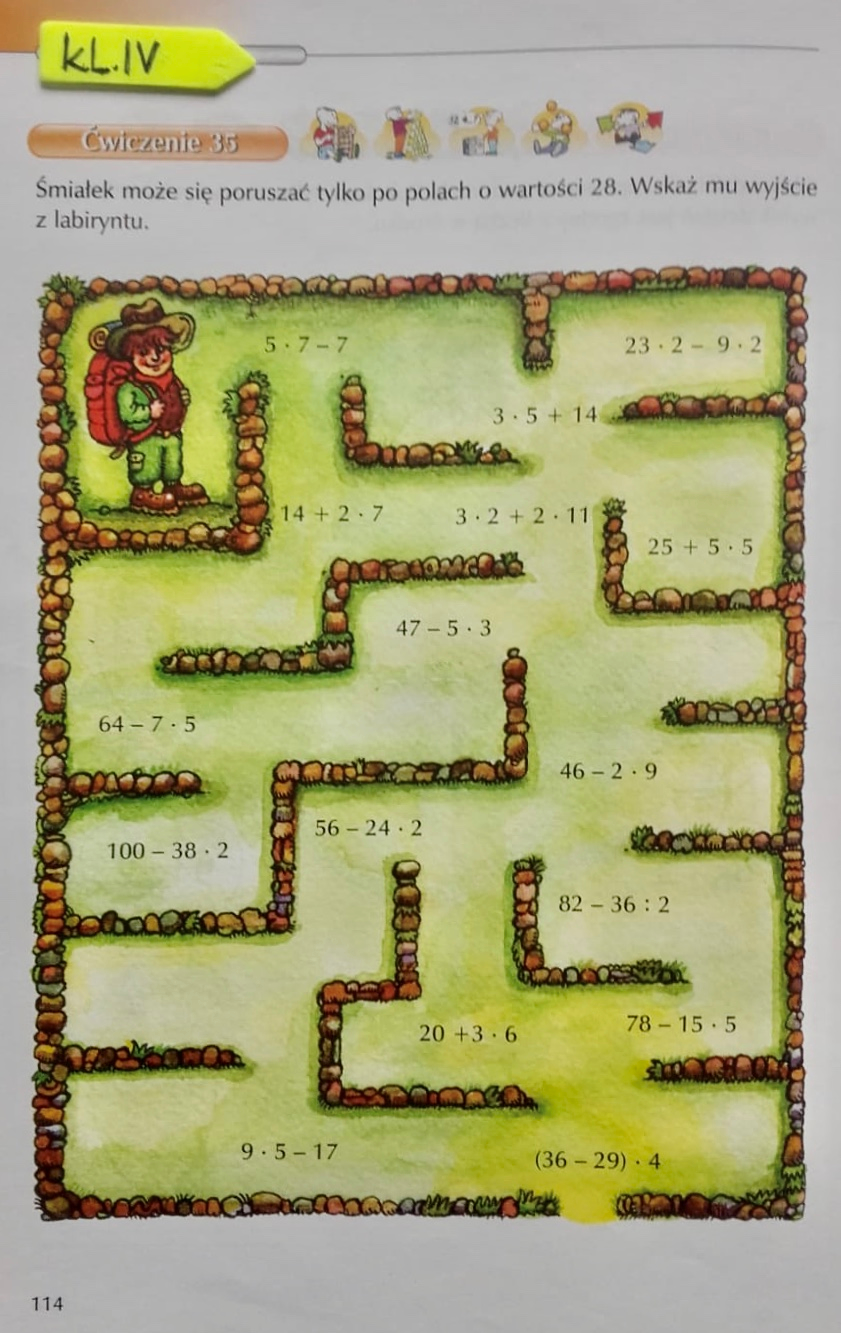 kL.IV
Ćwiczenie 35
Śmiałek może się poruszać tylko po polach o wartości 28. Wskaż mu wyjście
z labiryntu.
5 · 7 – 7
23 · 2 – 9 · 2
3 · 5 + 14
14 + 2 · 7
3 · 2 + 2 · 11
25 + 5 · 5
47 – 5 · 3
64 – 7 · 5
46 – 2 · 9
56 – 24 · 2
100 – 38 · 2
82 – 36 : 2
20 +3 · 6
78 – 15 · 5
9 · 5 – 17
(36 – 29) · 4
114